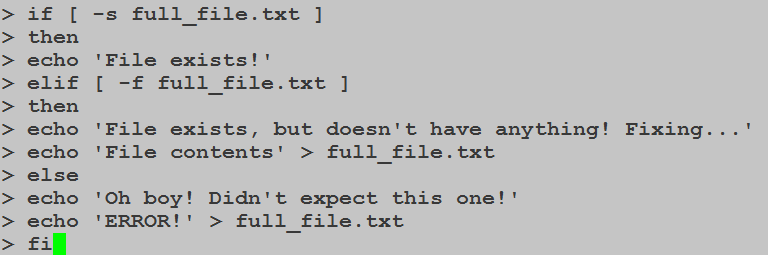 > if [ -s full_file.txt ]
> then
> echo 'File exists!'
> elif [ -f full_file.txt ]
> then
> echo 'File exists, but doesn't have anything! Fixing...'
> echo 'File contents' > full_file.txt
> else
> echo 'Oh boy! Didn't expect this one!'
> echo 'ERROR!' > full_file.txt
> fi